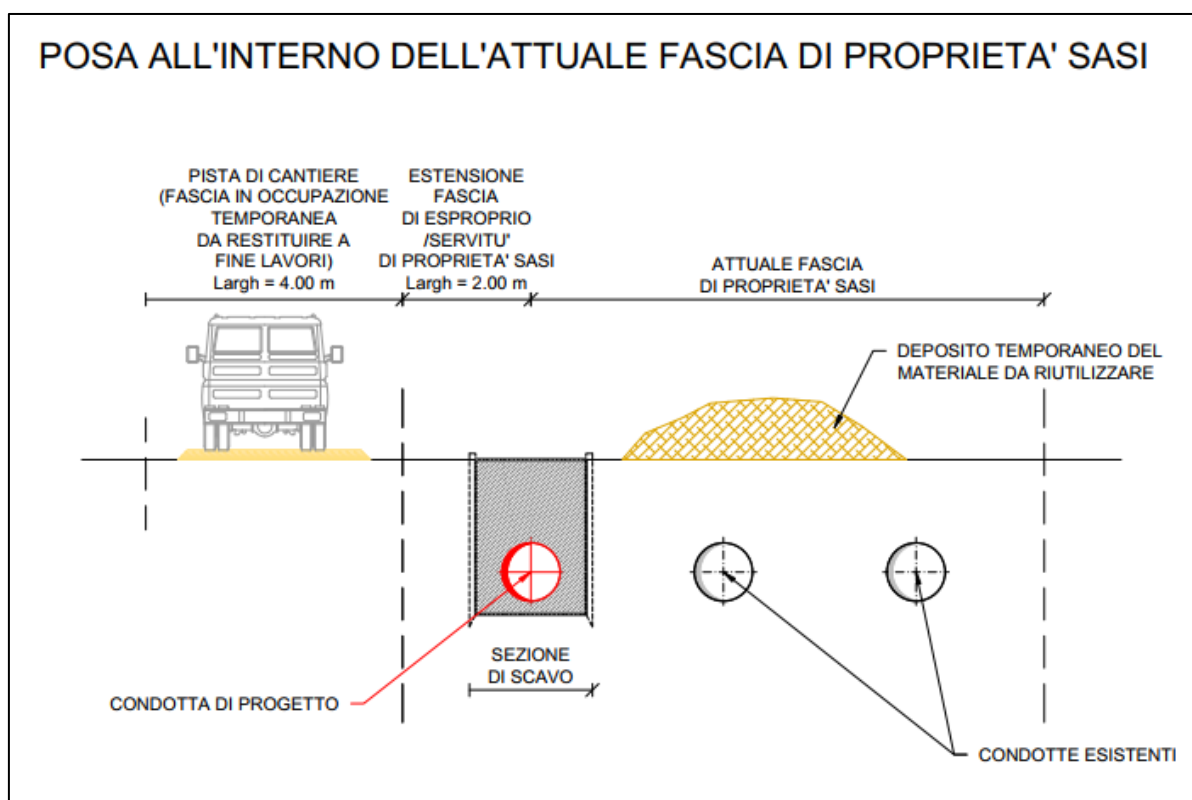 POSA ALL'INTERNO DELL'ATTUALE FASCIA DI PROPRIETA' SASI
PISTA DI CANTIERE
(FASCIA IN OCCUPAZIONE
TEMPORANEA
DA RESTITUIRE A
FINE LAVORI)
Largh = 4.00 m
ESTENSIONE
FASCIA
DI ESPROPRIO
/SERVITU'
DI PROPRIETA' SASI
Largh = 2.00 m
ATTUALE FASCIA
DI PROPRIETA' SASI
DEPOSITO TEMPORANEO DEL
MATERIALE DA RIUTILIZZARE
SEZIONE
DI SCAVO
CONDOTTA DI PROGETTO
CONDOTTE ESISTENTI